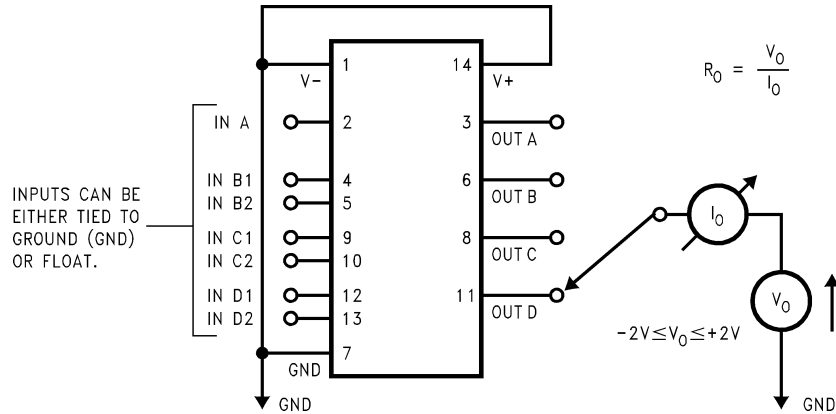 1
14
V-
V+
R_O = V_O / I_O
IN A
2
3
OUT A
IN B1
4
6
OUT B
IN B2
5
INPUTS CAN BE
EITHER TIED TO
GROUND (GND)
OR FLOAT.
IN C1
9
8
OUT C
IN C2
10
IN D1
12
11
OUT D
IN D2
13
I_O
V_O
-2V≤V_O≤+2V
7
GND
GND
GND